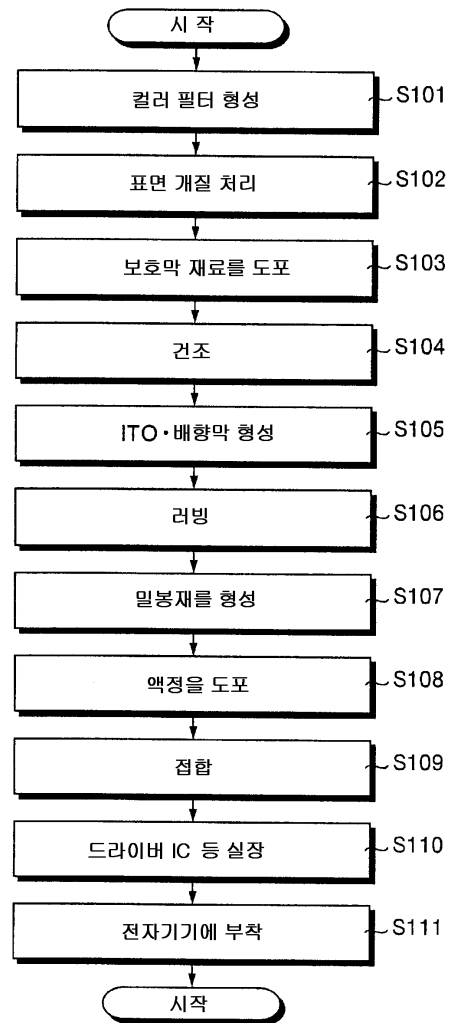 시 작
컬러 필터 형성 S101
표면 개질 처리 S102
보호막 재료를 도포 S103
건조 S104
ITO·배향막 형성 S105
러빙 S106
밀봉재를 형성 S107
액정을 도포 S108
접합 S109
드라이버 IC 등 실장 S110
전자기기에 부착 S111
시작